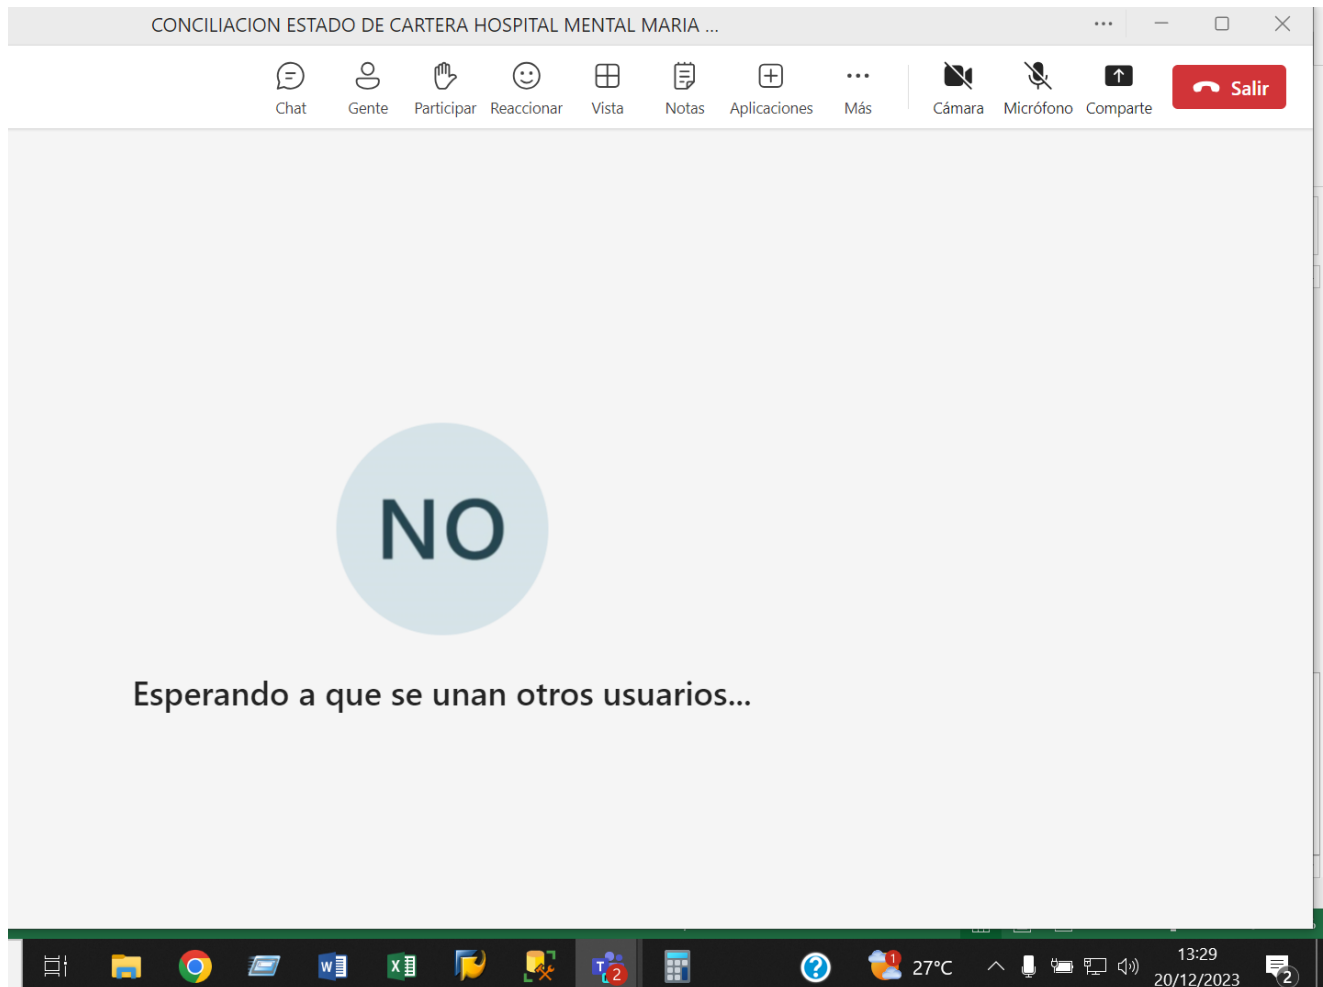 CONCILIACION ESTADO DE CARTERA HOSPITAL MENTAL MARIA ...
Chat Gente Participar Reaccionar Vista Notas Aplicaciones Más Cámara Micrófono Comparte Salir
NO
Esperando a que se unan otros usuarios...
27°C
13:29
20/12/2023